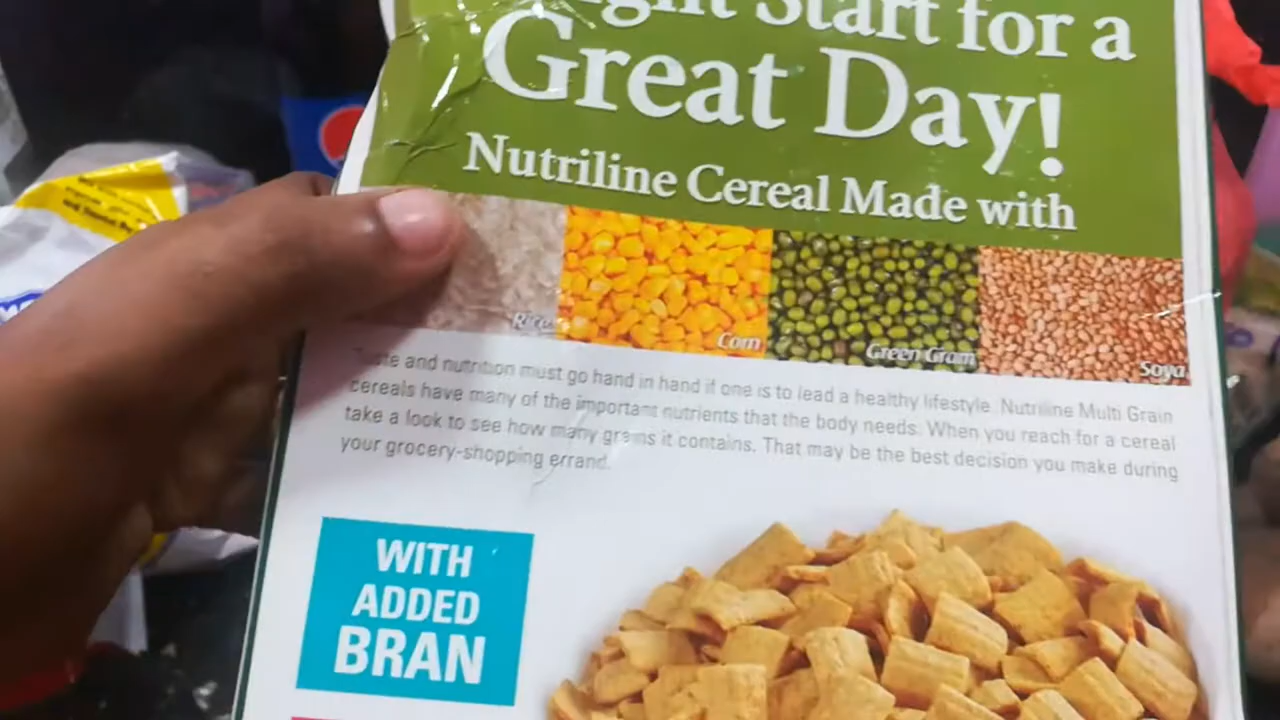 Start for a
Great Day!
Nutriline Cereal Made with
Rice
Corn
Green Gram
Soya
and nutrition must go hand in hand if one is to lead a healthy lifestyle. Nutriline Multi Grain
cereals have many of the important nutrients that the body needs. When you reach for a cereal
take a look to see how many grains it contains. That may be the best decision you make during
your grocery-shopping errand.
WITH
ADDED
BRAN